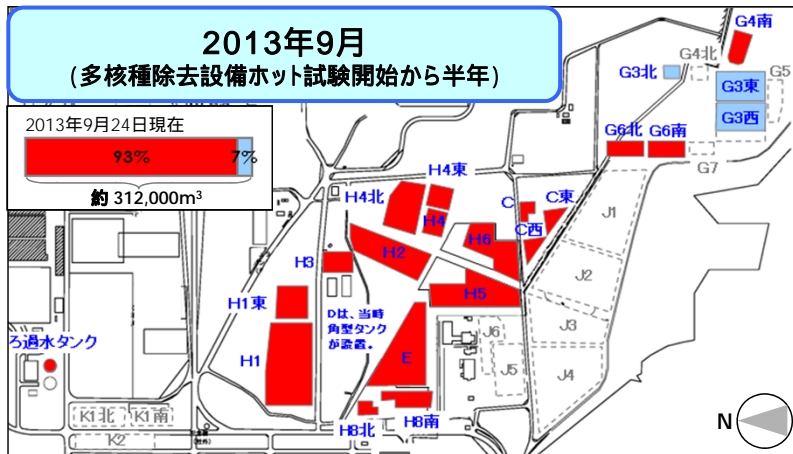 2013年9月
(多核種除去設備ホット試験開始から半年)
2013年9月24日現在
93%
7%
約 312,000m³
G4南
G4北
G3北
G3東
G5
G3西
G6北
G6南
G7
H4東
H4北
H4
C
C東
C西
J1
H2
H6
H3
J2
H5
H1東
Dは、当時
角型タンク
が設置。
J3
J6
ろ過水タンク
H1
E
J5
J4
K1北
K1南
K2
H8北
H8南
N